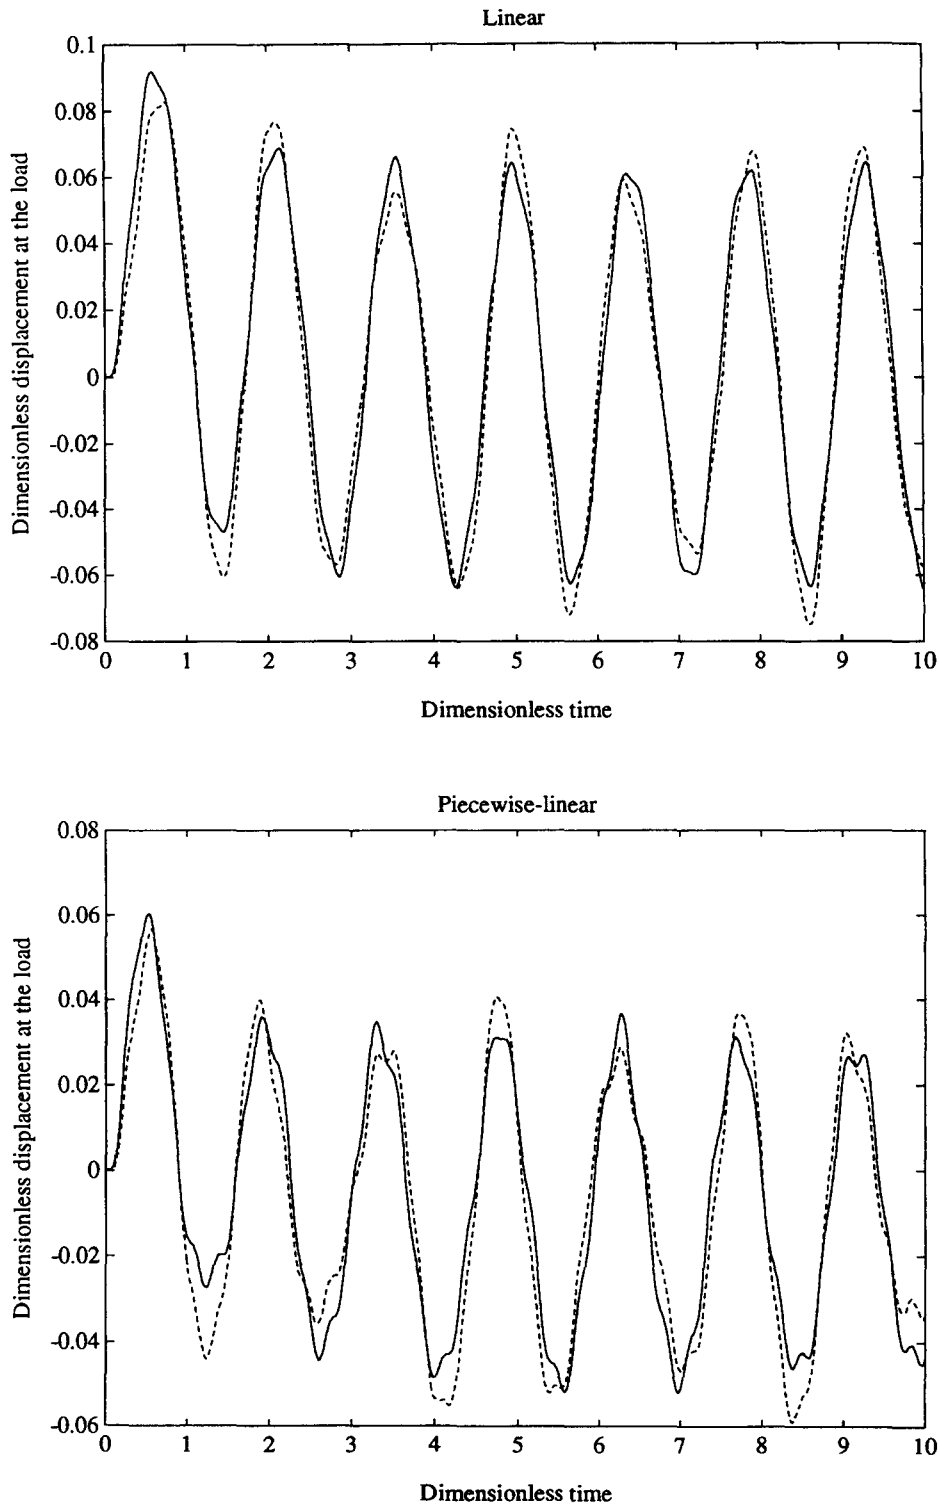 Linear
0.1
0.08
0.06
0.04
0.02
0
-0.02
-0.04
-0.06
-0.08
Dimensionless displacement at the load
0 1 2 3 4 5 6 7 8 9 10
Dimensionless time
Piecewise-linear
0.08
0.06
0.04
0.02
0
-0.02
-0.04
-0.06
Dimensionless displacement at the load
0 1 2 3 4 5 6 7 8 9 10
Dimensionless time